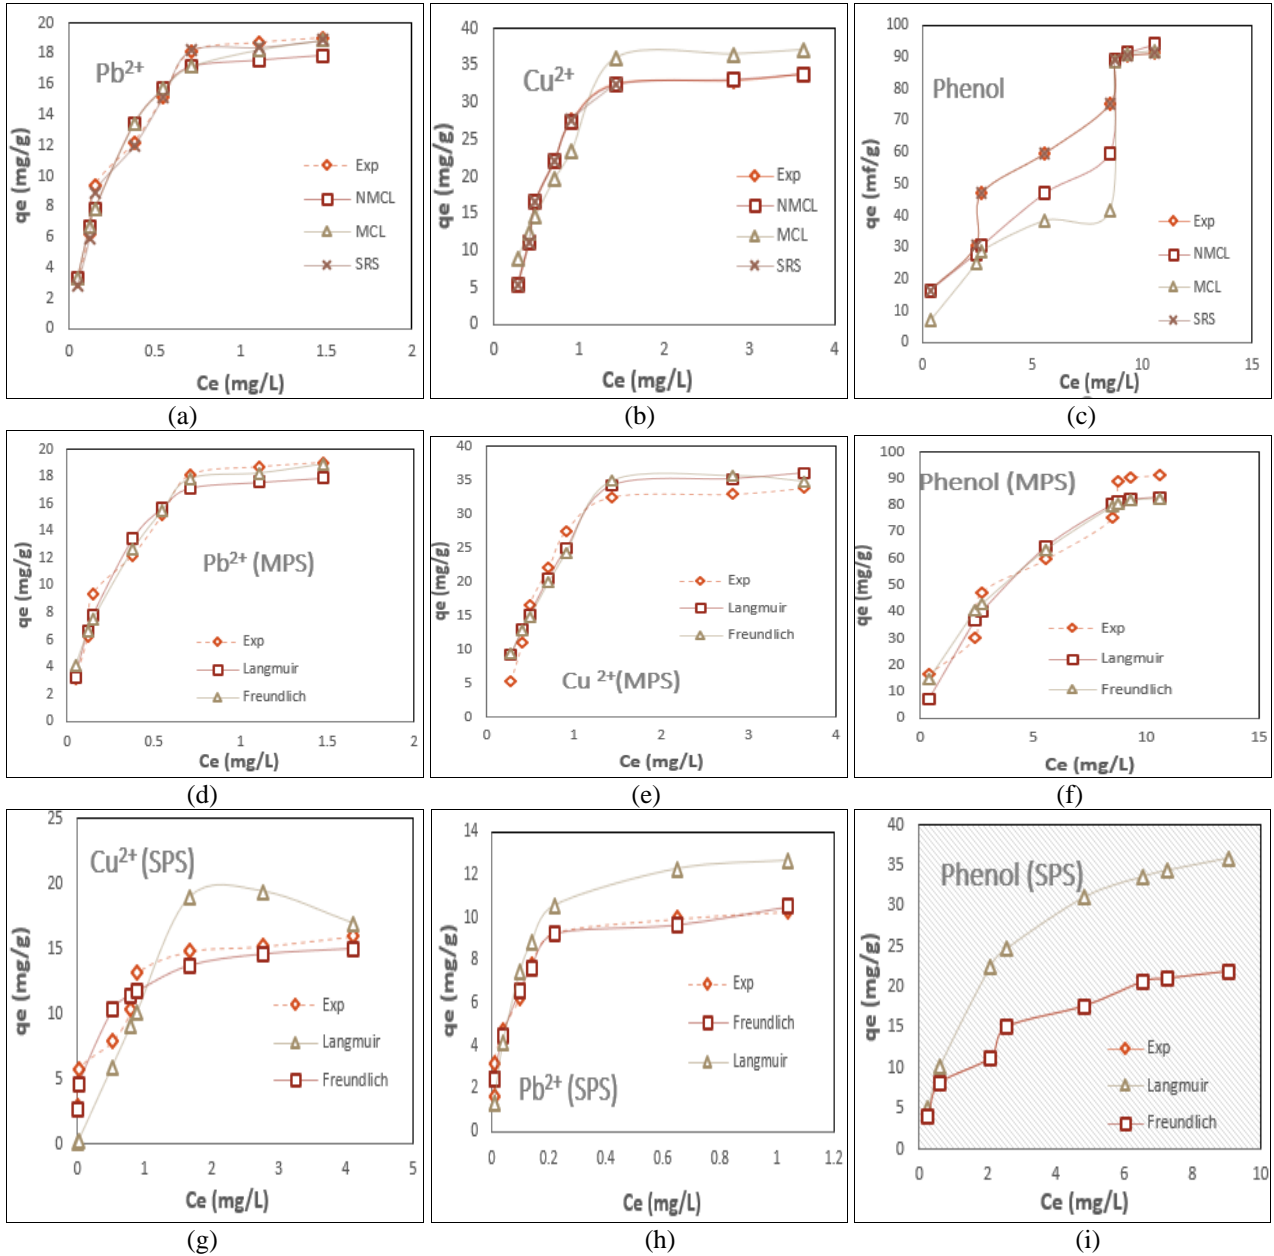 20
18
16
14
12
10
8
6
4
2
0
qe (mg/g)
Pb2+
Exp
NMCL
MCL
SRS
0 0.5 1 1.5 2
Ce (mg/L)
(a)
40
35
30
25
20
15
10
5
0
qe (mg/g)
Cu2+
Exp
NMCL
MCL
SRS
0 1 2 3 4
Ce (mg/L)
(b)
100
90
80
70
60
50
40
30
20
10
0
qe (mf/g)
Phenol
Exp
NMCL
MCL
SRS
0 5 10 15
Ce (mg/L)
(c)
20
18
16
14
12
10
8
6
4
2
0
qe (mg/g)
Pb2+ (MPS)
Exp
Langmuir
Freundlich
0 0.5 1 1.5 2
Ce (mg/L)
(d)
40
35
30
25
20
15
10
5
0
qe (mg/g)
Exp
Langmuir
Freundlich
Cu 2+(MPS)
0 1 2 3 4
Ce (mg/L)
(e)
100
90
80
70
60
50
40
30
20
10
0
qe (mg/g)
Phenol (MPS)
Exp
Langmuir
Freundlich
0 5 10 15
Ce (mg/L)
(f)
25
20
15
10
5
0
qe (mg/g)
Cu2+ (SPS)
Exp
Langmuir
Freundlich
0 1 2 3 4 5
Ce (mg/L)
(g)
14
12
10
8
6
4
2
0
qe (mg/g)
Exp
Freundlich
Langmuir
Pb2+ (SPS)
0 0.2 0.4 0.6 0.8 1 1.2
Ce (mg/L)
(h)
40
35
30
25
20
15
10
5
0
qe (mg/g)
Phenol (SPS)
Exp
Langmuir
Freundlich
0 2 4 6 8 10
Ce (mg/L)
(i)